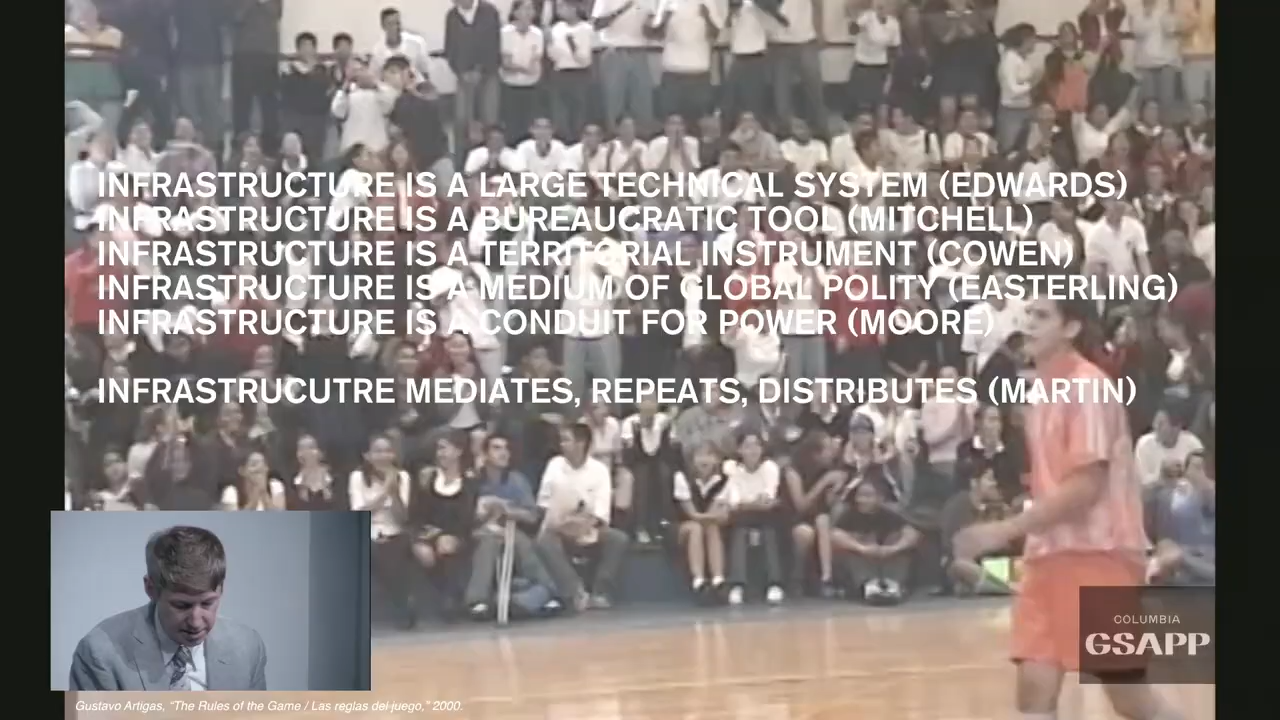 INFRASTRUCTURE IS A LARGE TECHNICAL SYSTEM (EDWARDS)
INFRASTRUCTURE IS A BUREAUCRATIC TOOL (MITCHELL)
INFRASTRUCTURE IS A TERRITORIAL INSTRUMENT (COWEN)
INFRASTRUCTURE IS A MEDIUM OF GLOBAL POLITY (EASTERLING)
INFRASTRUCTURE IS A CONDUIT FOR POWER (MOORE)
INFRASTRUCUTRE MEDIATES, REPEATS, DISTRIBUTES (MARTIN)
COLUMBIA
GSAPP
Gustavo Artigas, “The Rules of the Game / Las reglas del juego,” 2000.